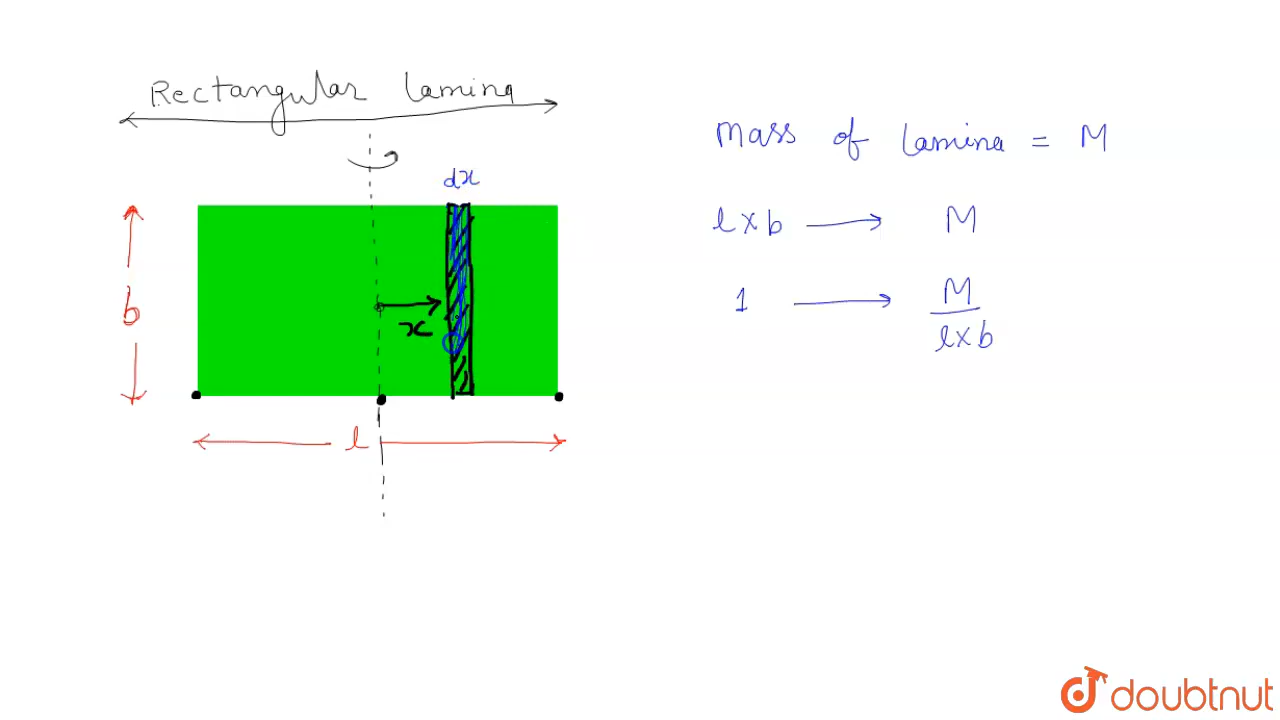 Rectangular lamina
dx
b
x
l
Mass of lamina = M
l×b → M
1 → M
l×b
doubtnut